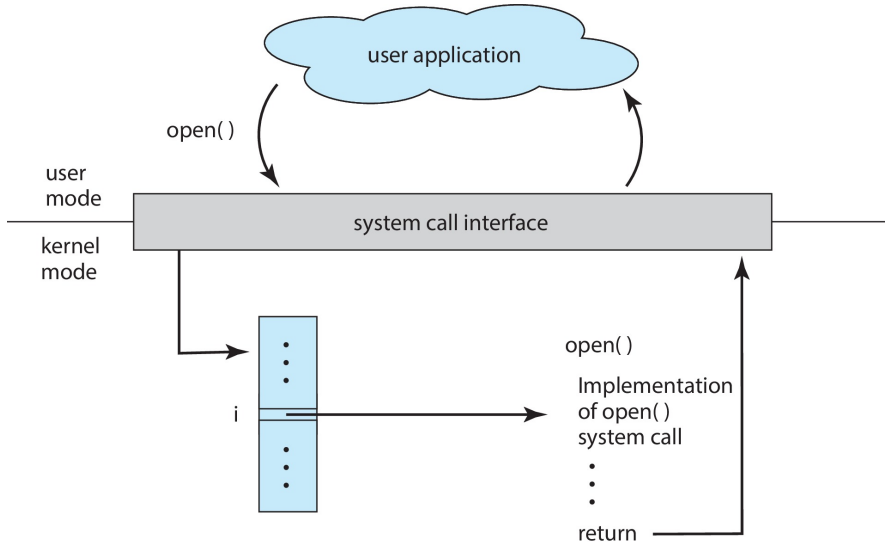 user application
open( )
user
mode
system call interface
kernel
mode
open( )
i
Implementation
of open( )
system call
return